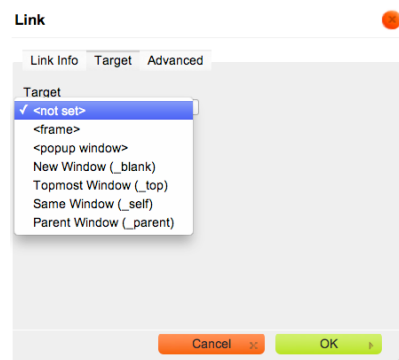 Link
Link Info Target Advanced
Target
<not set>
<frame>
<popup window>
New Window (_blank)
Topmost Window (_top)
Same Window (_self)
Parent Window (_parent)
Cancel OK